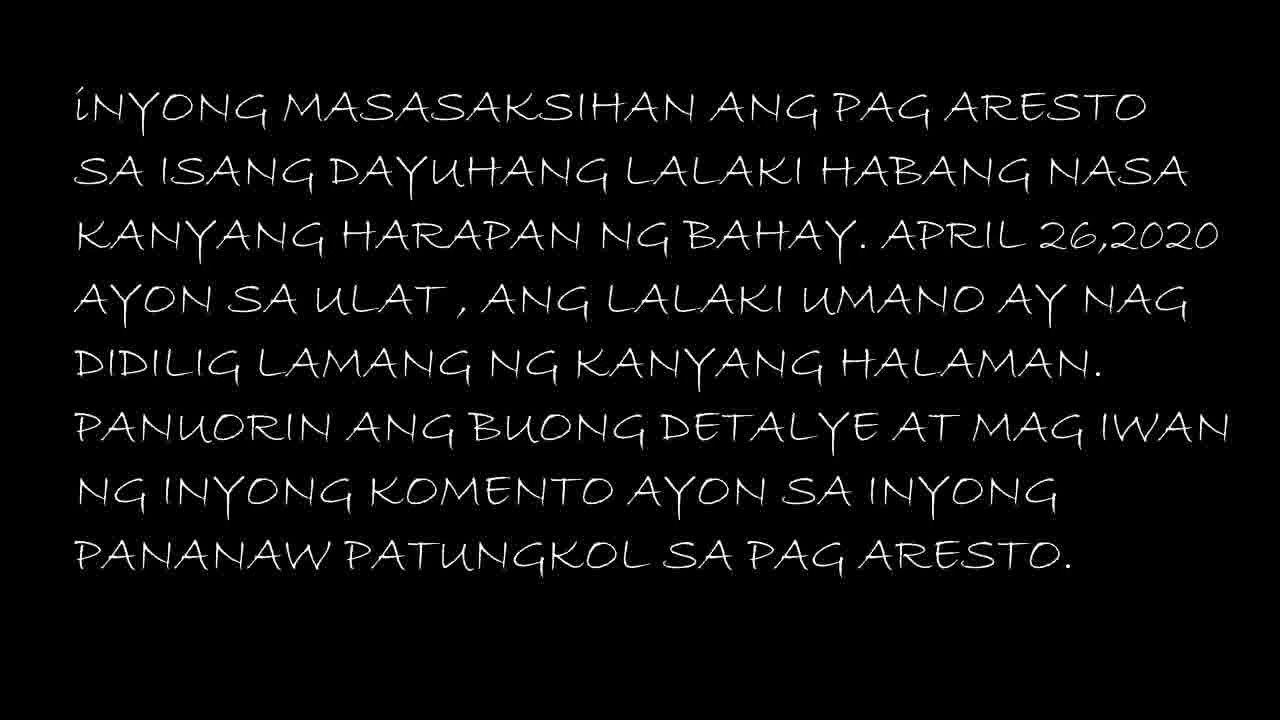 iNYONG MASASAKSIHAN ANG PAG ARESTO
SA ISANG DAYUHANG LALAKI HABANG NASA
KANYANG HARAPAN NG BAHAY. APRIL 26,2020
AYON SA ULAT , ANG LALAKI UMANO AY NAG
DIDILIG LAMANG NG KANYANG HALAMAN.
PANUORIN ANG BUONG DETALYE AT MAG IWAN
NG INYONG KOMENTO AYON SA INYONG
PANANAW PATUNGKOL SA PAG ARESTO.